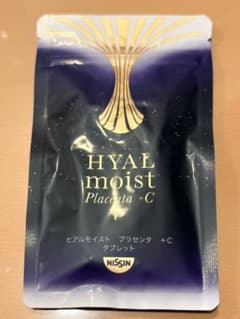 HYAL
moist
Placenta +C
ヒアルモイスト プラセンタ +C
タブレット
NISSIN